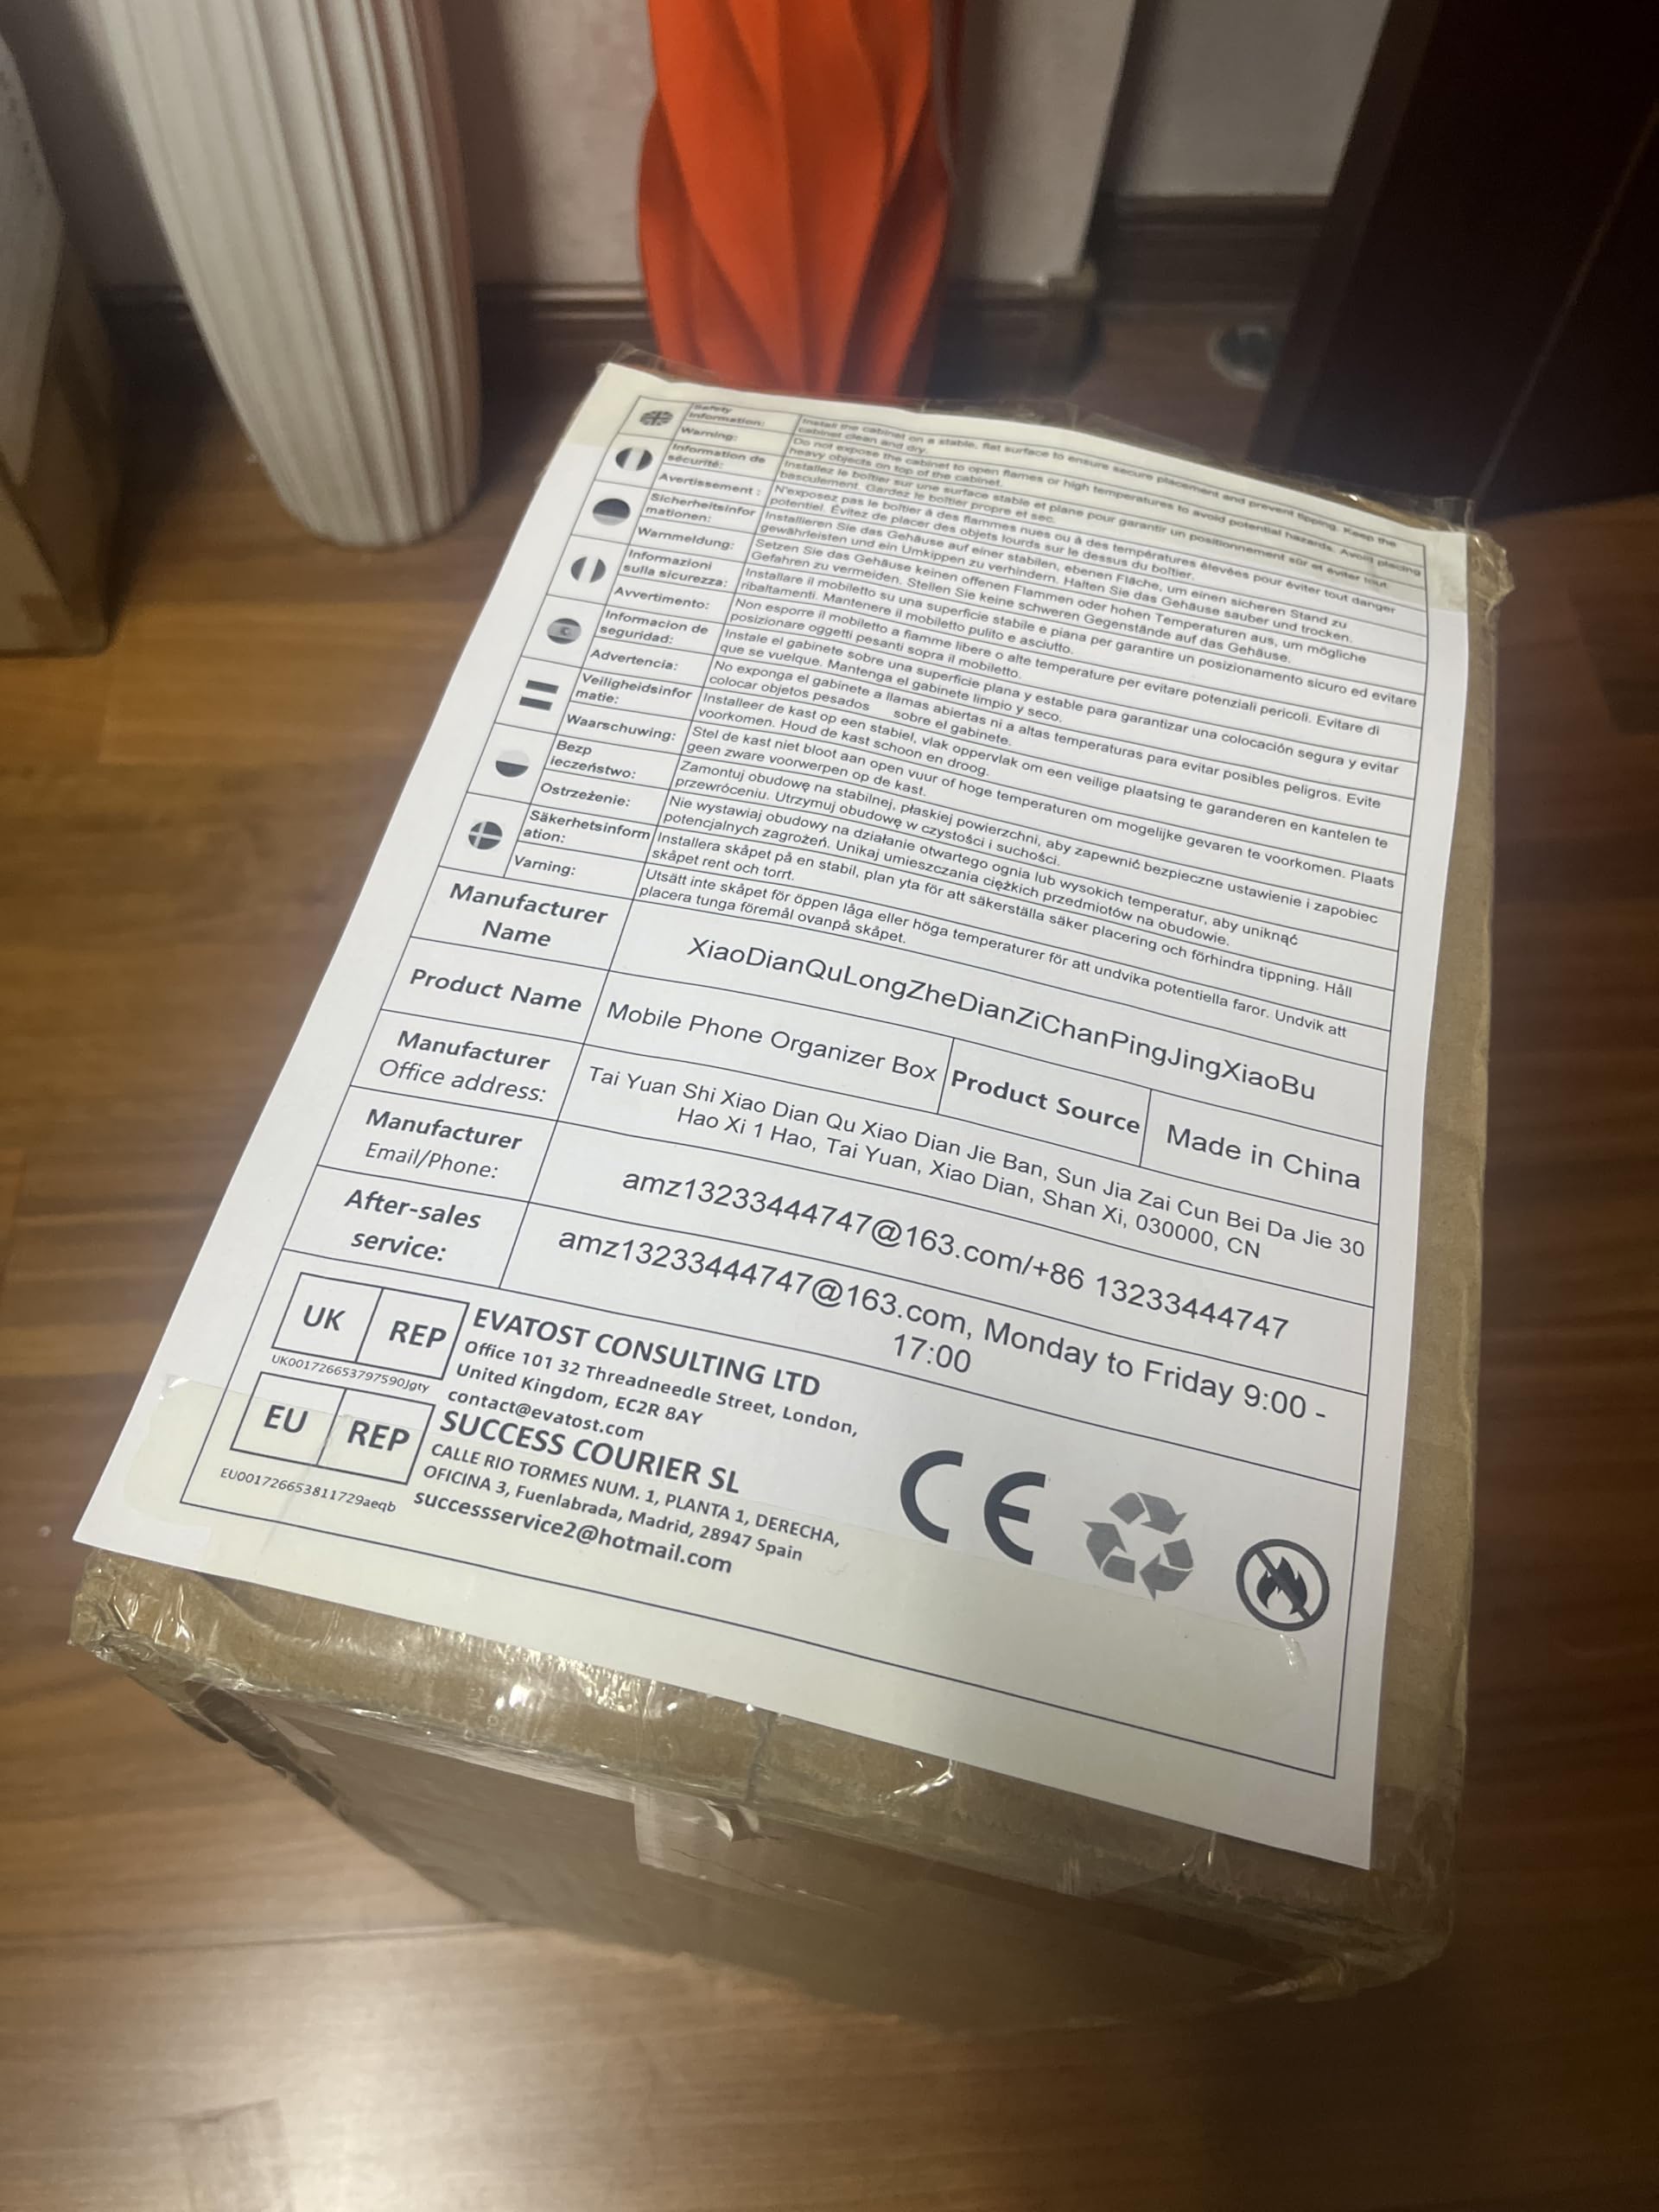 Safety
Information:
Install the cabinet on a stable, flat surface to ensure secure placement and prevent tipping. Keep the
cabinet clean and dry.
Warning:
Do not expose the cabinet to open flames or high temperatures to avoid potential hazards. Avoid placing
heavy objects on top of the cabinet.
Information de
sécurité:
Installez le boîtier sur une surface stable et plane pour garantir un positionnement sûr et éviter tout
basculement. Gardez le boîtier propre et sec.
Avertissement :
N'exposez pas le boîtier à des flammes nues ou à des températures élevées pour éviter tout danger
potentiel. Évitez de placer des objets lourds sur le dessus du boîtier.
Sicherheitsinfor
mationen:
Installieren Sie das Gehäuse auf einer stabilen, ebenen Fläche, um einen sicheren Stand zu
gewährleisten und ein Umkippen zu verhindern. Halten Sie das Gehäuse sauber und trocken.
Warnmeldung:
Setzen Sie das Gehäuse keinen offenen Flammen oder hohen Temperaturen aus, um mögliche
Gefahren zu vermeiden. Stellen Sie keine schweren Gegenstände auf das Gehäuse.
Informazioni
sulla sicurezza:
Installare il mobiletto su una superficie stabile e piana per garantire un posizionamento sicuro ed evitare
ribaltamenti. Mantenere il mobiletto pulito e asciutto.
Avvertimento:
Non esporre il mobiletto a fiamme libere o alte temperature per evitare potenziali pericoli. Evitare di
posizionare oggetti pesanti sopra il mobiletto.
Informacion de
seguridad:
Instale el gabinete sobre una superficie plana y estable para garantizar una colocación segura y evitar
que se vuelque. Mantenga el gabinete limpio y seco.
Advertencia:
No exponga el gabinete a llamas abiertas ni a altas temperaturas para evitar posibles peligros. Evite
colocar objetos pesados sobre el gabinete.
Veiligheidsinfor
matie:
Installeer de kast op een stabiel, vlak oppervlak om een veilige plaatsing te garanderen en kantelen te
voorkomen. Houd de kast schoon en droog.
Waarschuwing:
Stel de kast niet bloot aan open vuur of hoge temperaturen om mogelijke gevaren te voorkomen. Plaats
geen zware voorwerpen op de kast.
Bezp
ieczeństwo:
Zamontuj obudowę na stabilnej, płaskiej powierzchni, aby zapewnić bezpieczne ustawienie i zapobiec
przewróceniu. Utrzymuj obudowę w czystości i suchości.
Ostrzeżenie:
Nie wystawiaj obudowy na działanie otwartego ognia lub wysokich temperatur, aby uniknąć
potencjalnych zagrożeń. Unikaj umieszczania ciężkich przedmiotów na obudowie.
Säkerhetsinform
ation:
Installera skåpet på en stabil, plan yta för att säkerställa säker placering och förhindra tippning. Håll
skåpet rent och torrt.
Varning:
Utsätt inte skåpet för öppen låga eller höga temperaturer för att undvika potentiella faror. Undvik att
placera tunga föremål ovanpå skåpet.
Manufacturer
Name
XiaoDianQuLongZheDianZiChanPingJingXiaoBu
Product Name
Mobile Phone Organizer Box
Product Source
Made in China
Manufacturer
Office address:
Tai Yuan Shi Xiao Dian Qu Xiao Dian Jie Ban, Sun Jia Zai Cun Bei Da Jie 30
Hao Xi 1 Hao, Tai Yuan, Xiao Dian, Shan Xi, 030000, CN
Manufacturer
Email/Phone:
amz13233444747@163.com/+86 13233444747
After-sales
service:
amz13233444747@163.com, Monday to Friday 9:00 -
17:00
UK REP
UK001726653797590Jgty
EVATOST CONSULTING LTD
Office 101 32 Threadneedle Street, London,
United Kingdom, EC2R 8AY
contact@evatost.com
EU REP
EU001726653811729aeqb
SUCCESS COURIER SL
CALLE RIO TORMES NUM. 1, PLANTA 1, DERECHA,
OFICINA 3, Fuenlabrada, Madrid, 28947 Spain
successservice2@hotmail.com
CE